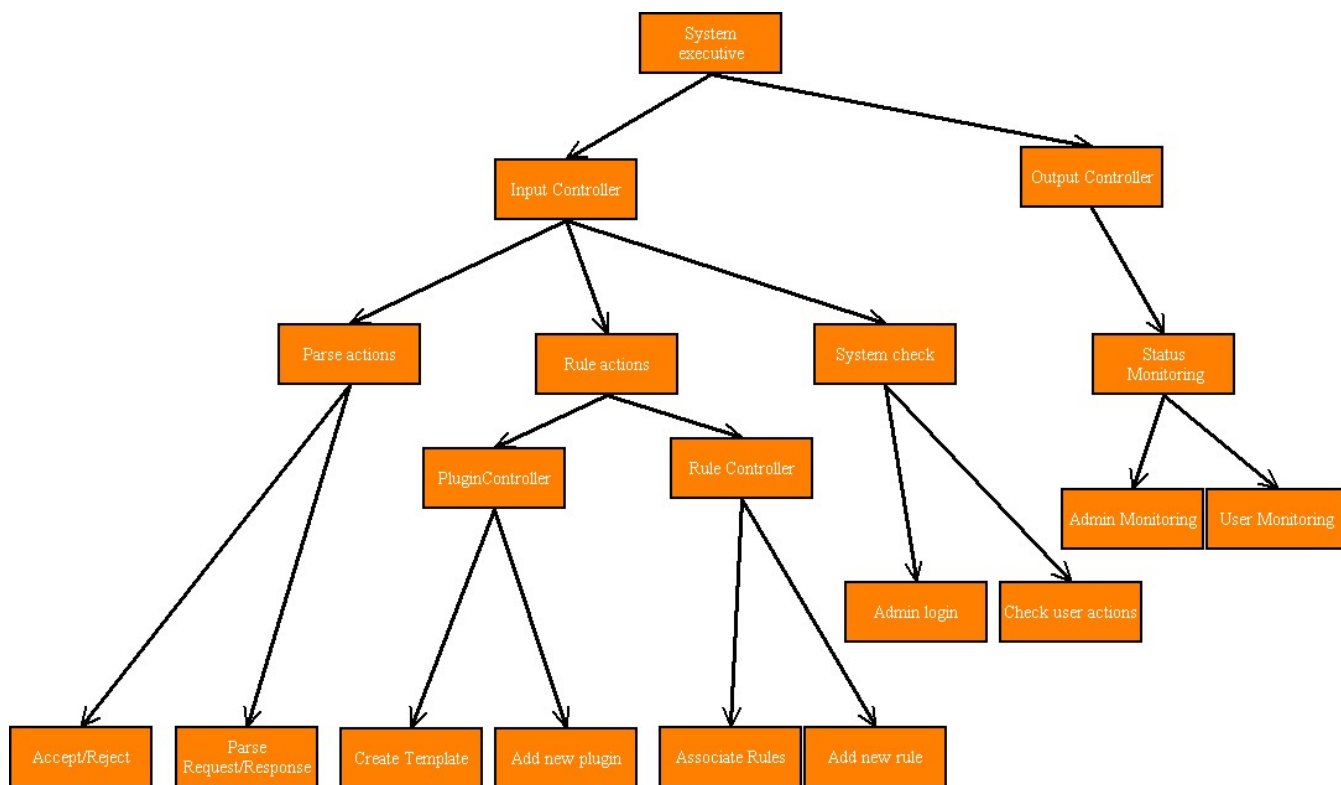 System
executive
Input Controller
Output Controller
Parse actions
Rule actions
System check
Status
Monitoring
PluginController
Rule Controller
Admin Monitoring
User Monitoring
Admin login
Check user actions
Accept/Reject
Parse
Request/Response
Create Template
Add new plugin
Associate Rules
Add new rule